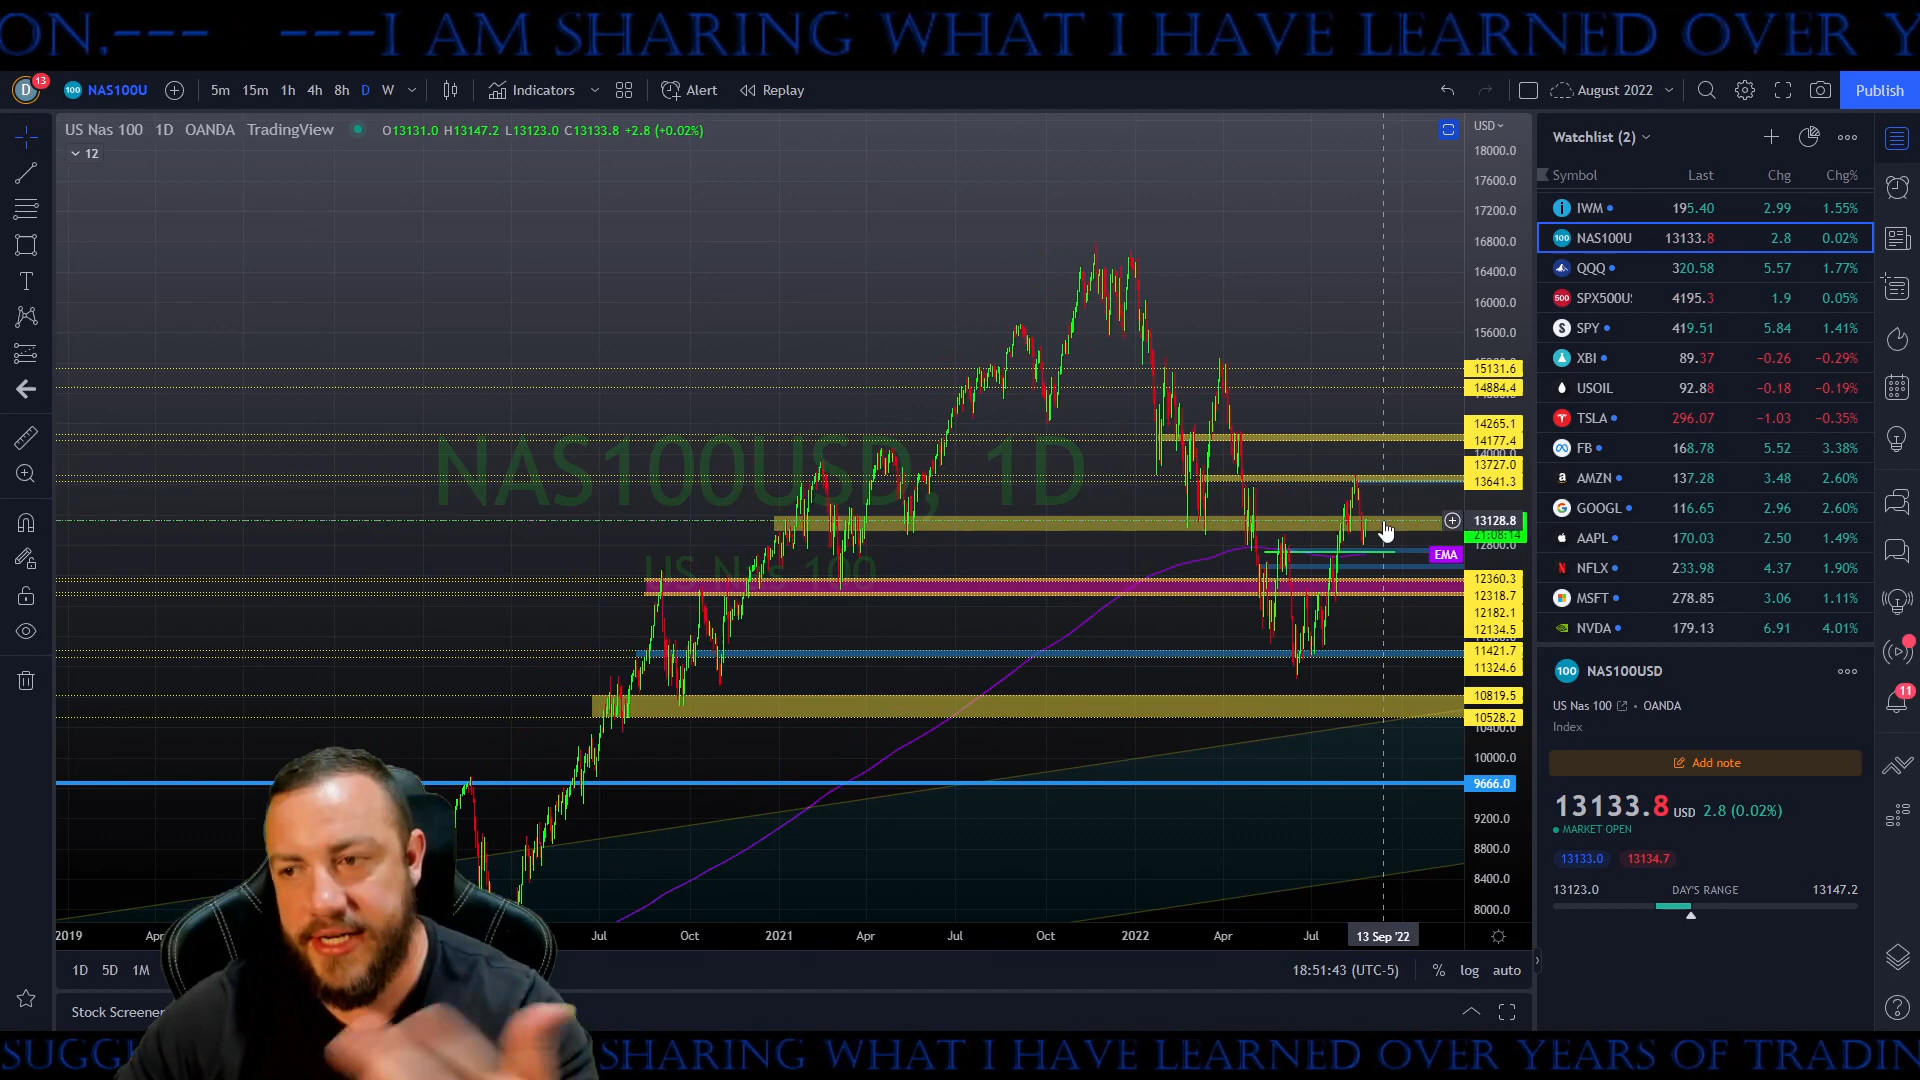 ON.--- ---I AM SHARING WHAT I HAVE LEARNED OVER Y
D 13 100 NAS100U 5m 15m 1h 4h 8h D W Indicators Alert Replay August 2022 Publish
US Nas 100 1D OANDA TradingView O13131.0 H13147.2 L13123.0 C13133.8 +2.8 (+0.02%)
12
USD
18000.0
17600.0
17200.0
16800.0
16400.0
16000.0
15600.0
15131.6
14884.4
14265.1
14177.4
14000.0
13727.0
13641.3
13128.8
21:08:14
12800.0
EMA
12360.3
12318.7
12182.1
12134.5
11421.7
11324.6
10819.5
10528.2
10400.0
10000.0
9666.0
9200.0
8800.0
8400.0
8000.0
NAS100USD, 1D
US Nas 100
2019 Apr Jul Oct 2021 Apr Jul Oct 2022 Apr Jul 13 Sep '22
1D 5D 1M 18:51:43 (UTC-5) % log auto
Stock Screener
Watchlist (2)
Symbol Last Chg Chg%
IWM 195.40 2.99 1.55%
100 NAS100U 13133.8 2.8 0.02%
QQQ 320.58 5.57 1.77%
500 SPX500U 4195.3 1.9 0.05%
SPY 419.51 5.84 1.41%
XBI 89.37 −0.26 −0.29%
USOIL 92.88 −0.18 −0.19%
TSLA 296.07 −1.03 −0.35%
FB 168.78 5.52 3.38%
AMZN 137.28 3.48 2.60%
GOOGL 116.65 2.96 2.60%
AAPL 170.03 2.50 1.49%
NFLX 233.98 4.37 1.90%
MSFT 278.85 3.06 1.11%
NVDA 179.13 6.91 4.01%
100 NAS100USD
US Nas 100 • OANDA
Index
Add note
13133.8 USD 2.8 (0.02%)
MARKET OPEN
13133.0 13134.7
13123.0 DAY'S RANGE 13147.2
11
SUGG SHARING WHAT I HAVE LEARNED OVER YEARS OF TRADIN